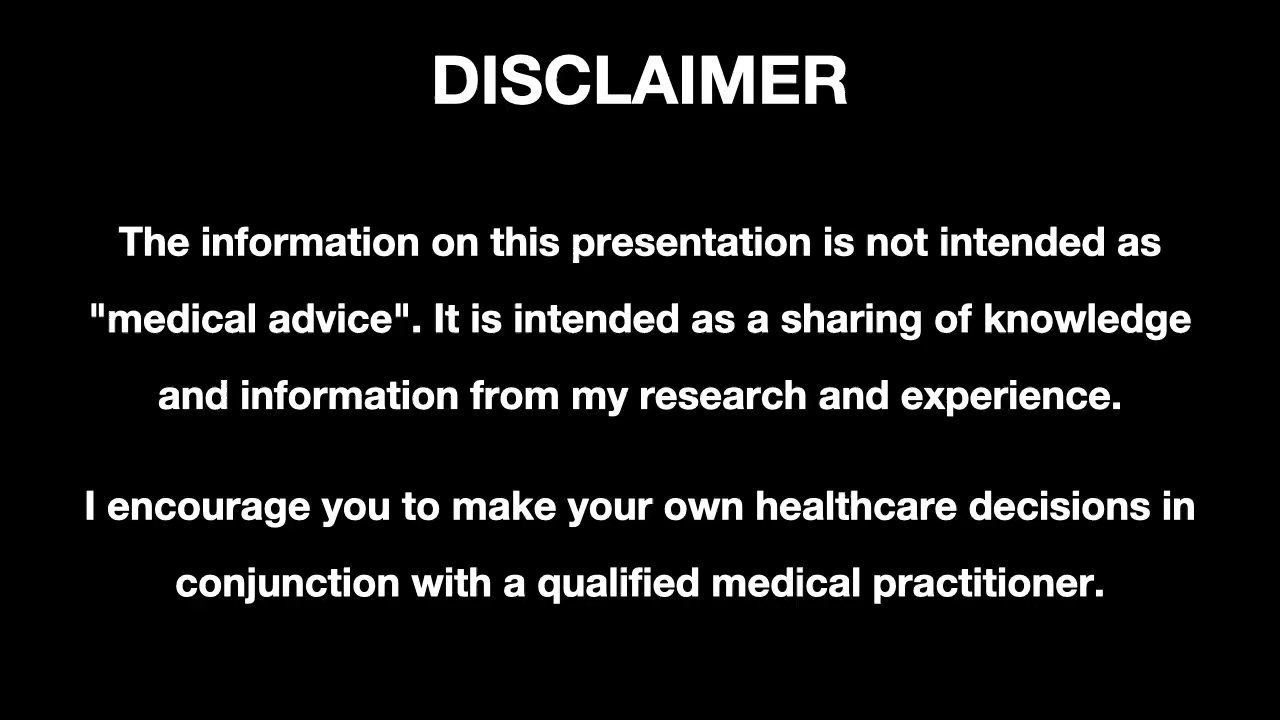 DISCLAIMER
The information on this presentation is not intended as
"medical advice". It is intended as a sharing of knowledge
and information from my research and experience.
I encourage you to make your own healthcare decisions in
conjunction with a qualified medical practitioner.